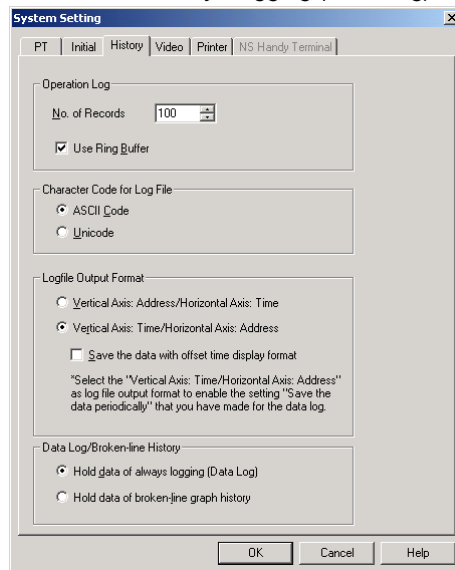 System Setting
PT Initial History Video Printer NS Handy Terminal
Operation Log
No. of Records 100
Use Ring Buffer
Character Code for Log File
ASCII Code
Unicode
Logfile Output Format
Vertical Axis: Address/Horizontal Axis: Time
Vertical Axis: Time/Horizontal Axis: Address
Save the data with offset time display format
*Select the "Vertical Axis: Time/Horizontal Axis: Address"
as log file output format to enable the setting "Save the
data periodically" that you have made for the data log.
Data Log/Broken-line History
Hold data of always logging (Data Log)
Hold data of broken-line graph history
OK Cancel Help